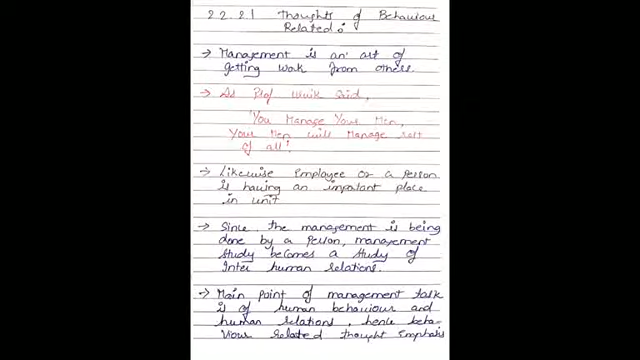 2.2.2.1 Thoughts of Behaviour
Related :
→ Management is an art of
getting work from others.
→ As Prof Said,
"You Manage Your Men,
Your Men will Manage rest
of all".
→ Likewise Employee or a Person
is having an important place
in unit
→ Since the management is being
done by a Person, management
study becomes a study of
Inter human relations.
→ Main point of management task
is of human behaviour and
human relations, hence beha-
viour related thought Emphasis